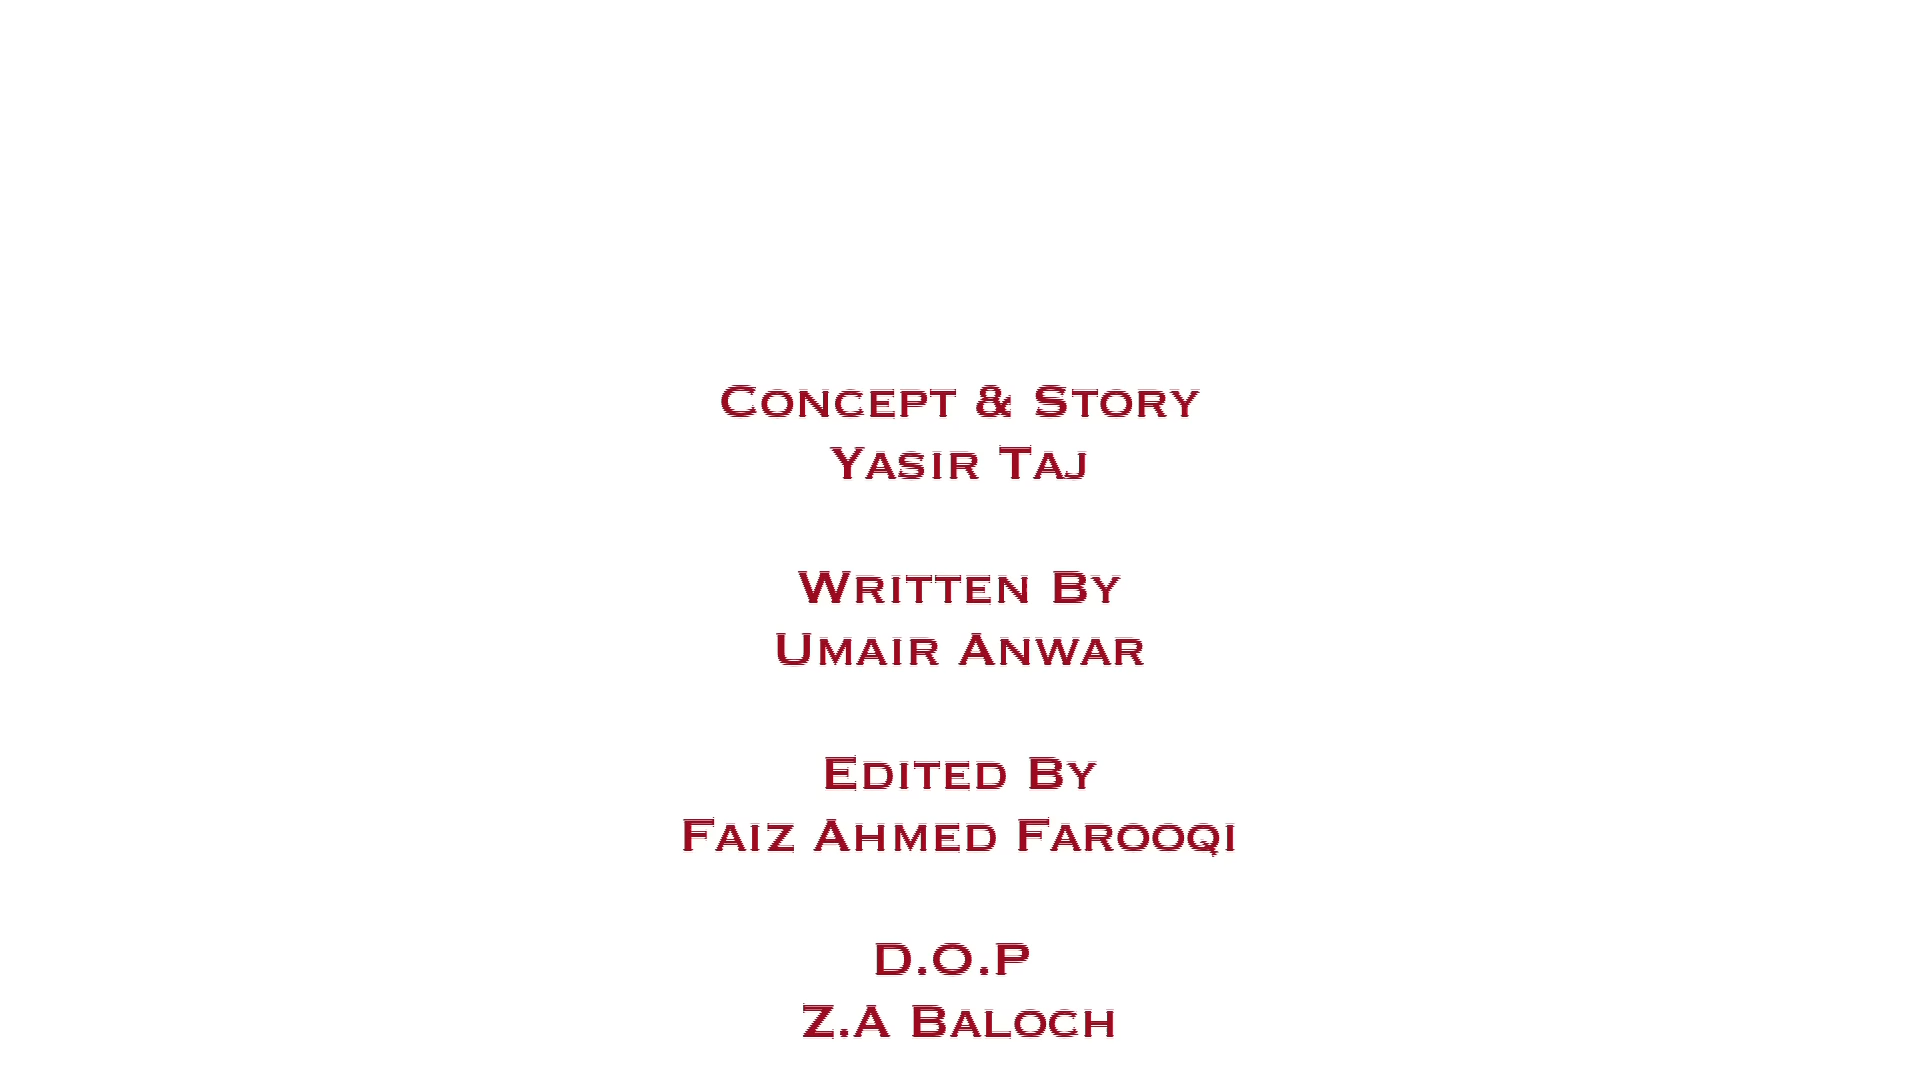 Concept & Story
Yasir Taj
Written By
Umair Anwar
Edited By
Faiz Ahmed Farooqi
D.O.P
Z.A Baloch